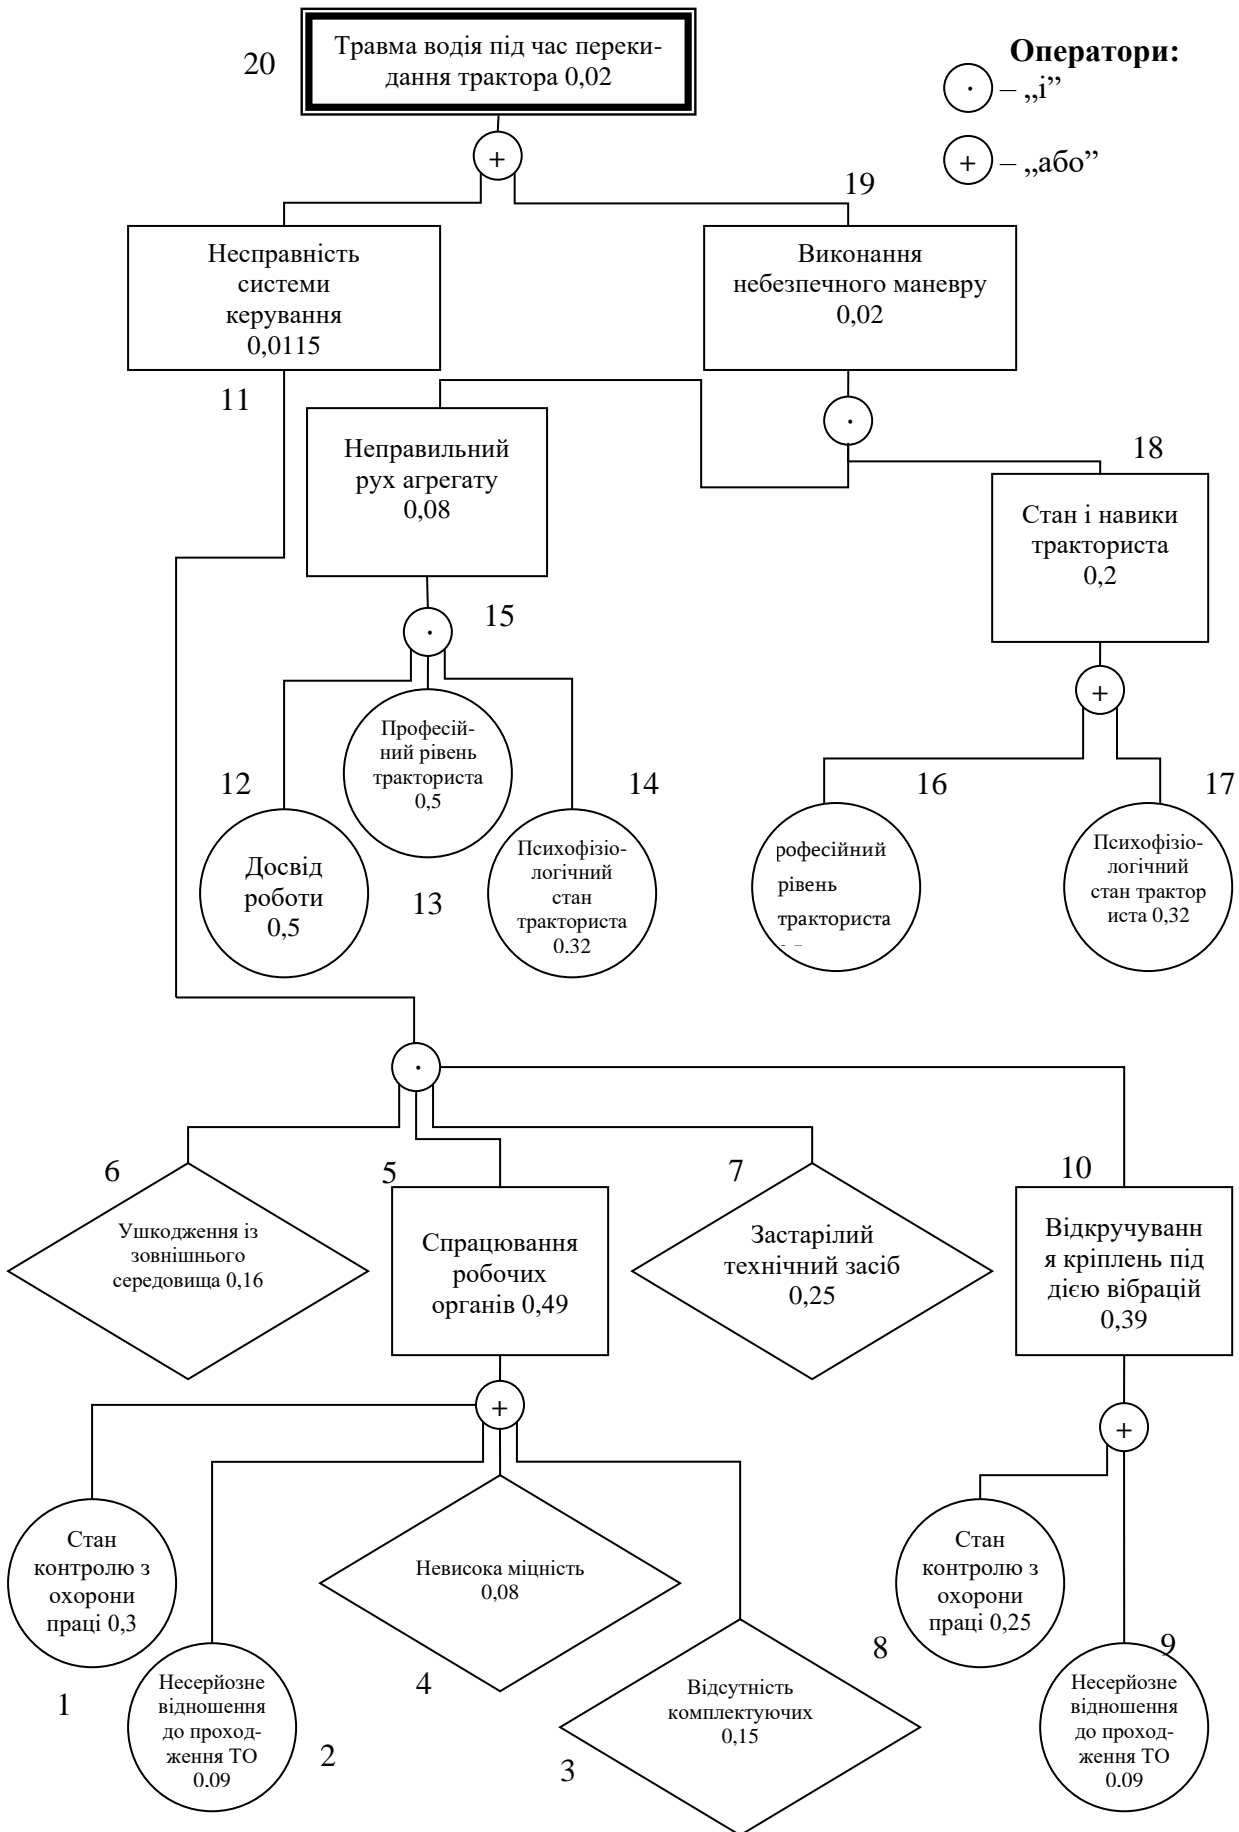 20
Травма водія під час переки-
дання трактора 0,02
Оператори:
· – „і”
+ – „або”
+
19
Несправність
системи
керування
0,0115
Виконання
небезпечного маневру
0,02
11
·
Неправильний
рух агрегату
0,08
18
Стан і навики
тракториста
0,2
15
·
+
Професій-
ний рівень
тракториста
0,5
12
14
16
17
Досвід
роботи
0,5
13
Психофізіо-
логічний
стан
тракториста
0,32
рофесійний
рівень
тракториста
Психофізіо-
логічний
стан трактор
иста 0,32
·
6
5
7
10
Ушкодження із
зовнішнього
середовища 0,16
Спрацювання
робочих
органів 0,49
Застарілий
технічний засіб
0,25
Відкручуванн
я кріплень під
дією вібрацій
0,39
+
+
Стан
контролю з
охорони
праці 0,3
Невисока міцність
0,08
Стан
контролю з
охорони
праці 0,25
1
4
8
9
Несерйозне
відношення
до проход-
ження ТО
0,09
2
Відсутність
комплектуючих
0,15
3
Несерйозне
відношення
до проход-
ження ТО
0,09